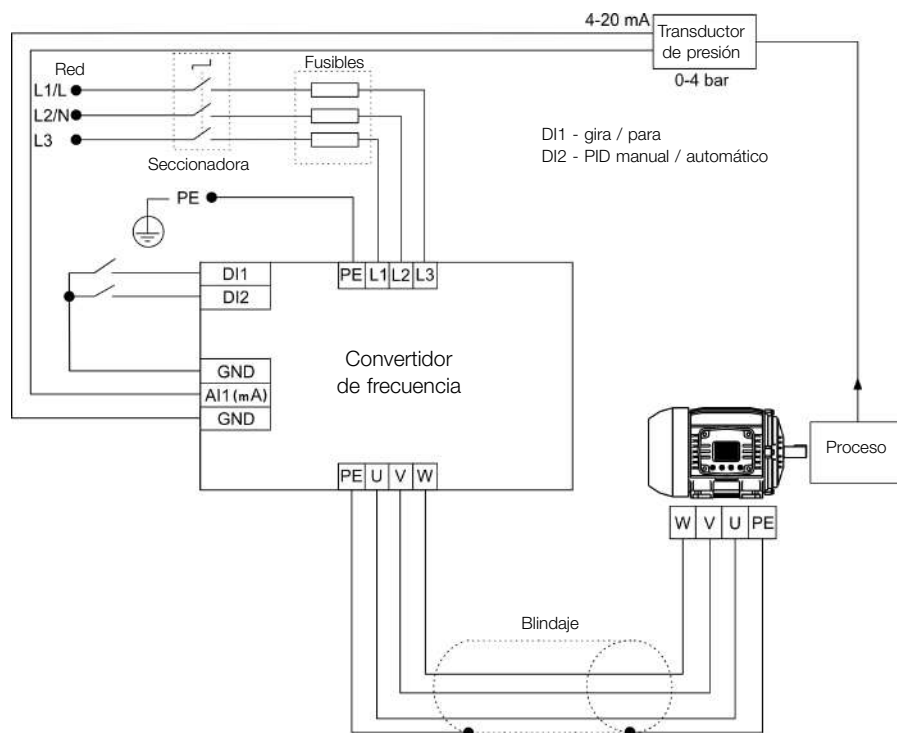 4-20 mA
Transductor
de presión
0-4 bar
Red
Fusibles
L1/L
L2/N
L3
DI1 - gira / para
DI2 - PID manual / automático
Seccionadora
PE
PE L1 L2 L3
DI1
DI2
Convertidor
de frecuencia
GND
AI1 (mA)
GND
Proceso
PE U V W
W V U PE
Blindaje